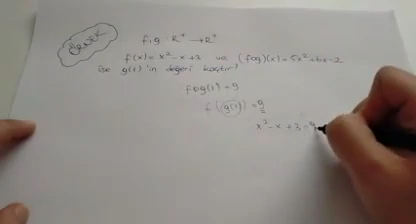 ÖRNEK
f, g : R⁺ → R⁺
f(x) = x² - x + 3 ve (fog)(x) = 5x² + 6x - 2
ise g(1)'in değeri kaçtır?
fog(1) = 9
f(g(1)) = 9
x² - x + 3 = 9